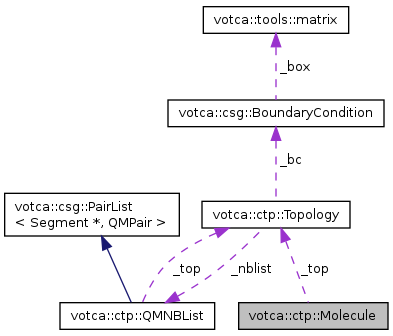 votca::tools::matrix
_box
votca::csg::BoundaryCondition
_bc
votca::csg::PairList
< Segment *, QMPair >
votca::ctp::Topology
_top
_nblist
_top
votca::ctp::QMNBList
votca::ctp::Molecule